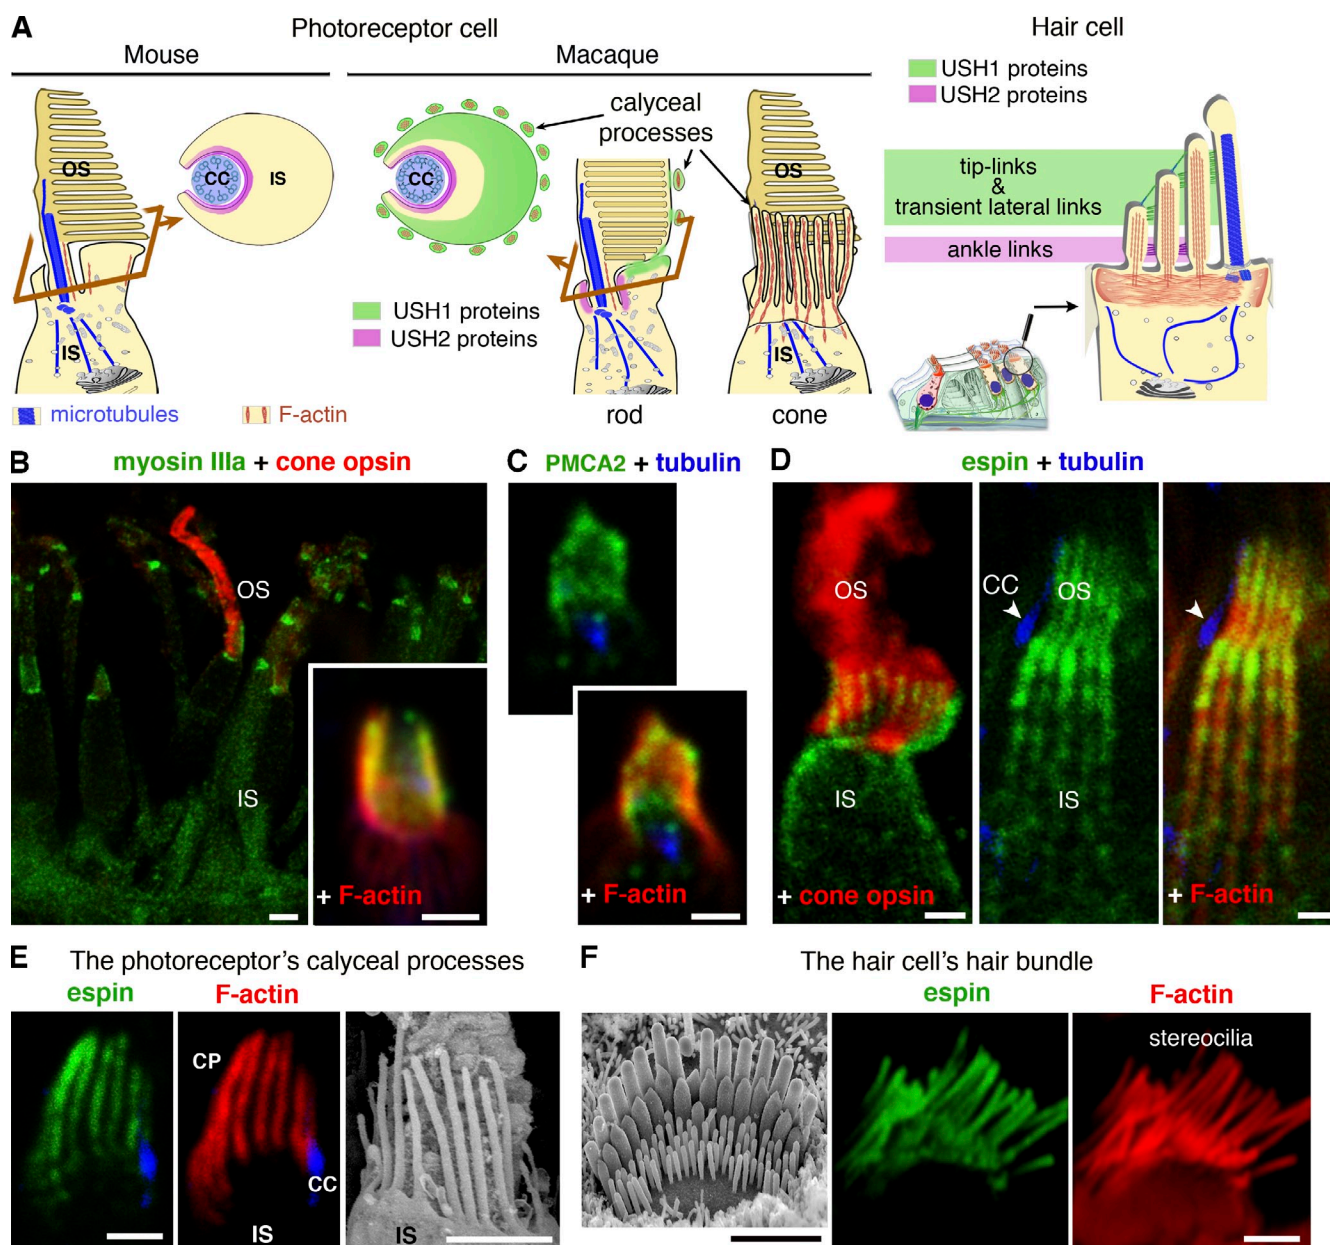 A
Photoreceptor cell
Hair cell
Mouse
Macaque
USH1 proteins
USH2 proteins
calyceal
processes
OS
CC
IS
CC
OS
tip-links
&
transient lateral links
ankle links
USH1 proteins
USH2 proteins
IS
IS
microtubules
F-actin
rod
cone
B
myosin IIIa + cone opsin
C
PMCA2 + tubulin
D
espin + tubulin
OS
IS
+ F-actin
+ F-actin
OS
IS
+ cone opsin
CC
OS
IS
+ F-actin
E
The photoreceptor's calyceal processes
espin
F-actin
CP
CC
IS
IS
F
The hair cell's hair bundle
espin
F-actin
stereocilia